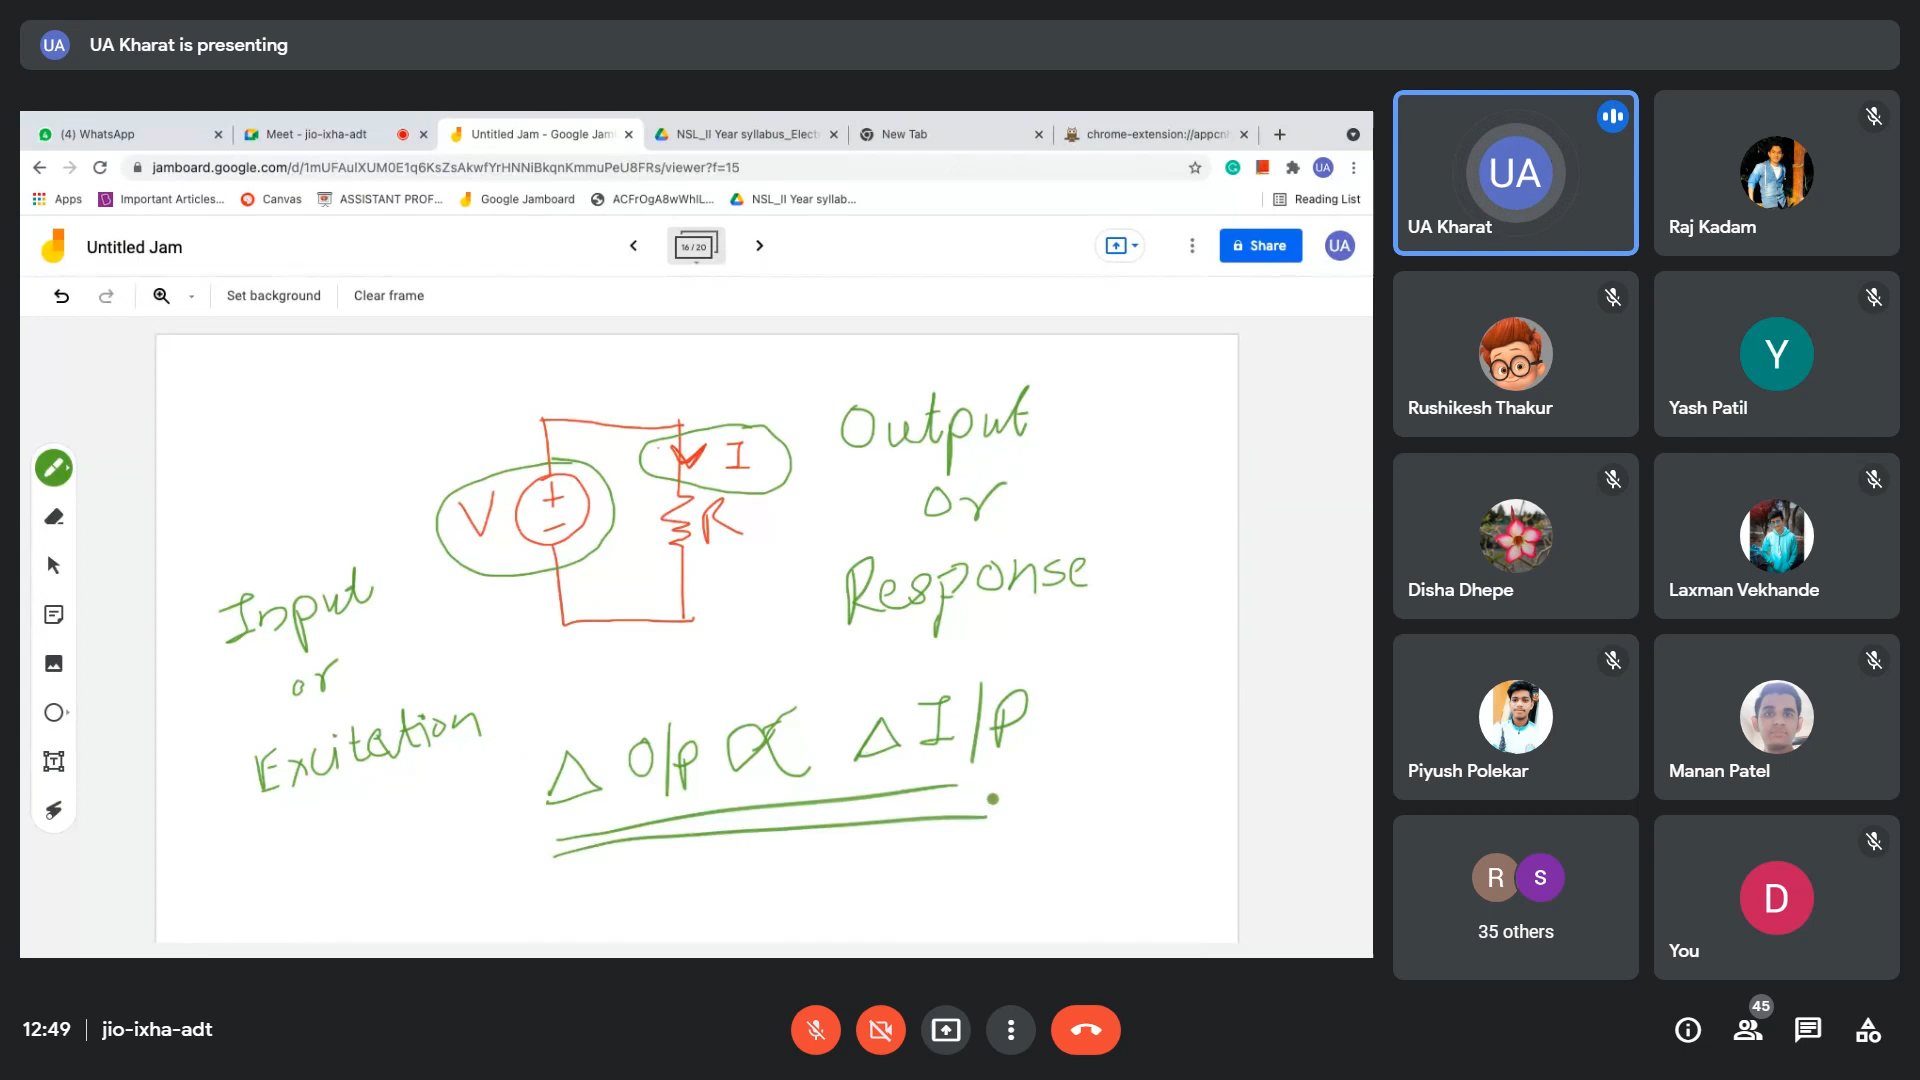 UA UA Kharat is presenting
(4) WhatsApp
Meet - jio-ixha-adt
Untitled Jam - Google Jam
NSL_II Year syllabus_Elect
New Tab
chrome-extension://appcn
jamboard.google.com/d/1mUFAulXUM0E1q6KsZsAkwfYrHNNiBkqnKmmuPeU8FRs/viewer?f=15
UA
Apps
Important Articles...
Canvas
ASSISTANT PROF...
Google Jamboard
ACFrOgA8wWhlL...
NSL_II Year syllab...
Reading List
Untitled Jam
16 / 20
Share
UA
Set background
Clear frame
Output
or
Response
V + -
I
R
Input
or
Excitation
Δ O/p ∝ Δ I/P
UA
UA Kharat
Raj Kadam
Rushikesh Thakur
Y
Yash Patil
Disha Dhepe
Laxman Vekhande
Piyush Polekar
Manan Patel
R S
35 others
D
You
12:49 | jio-ixha-adt
45